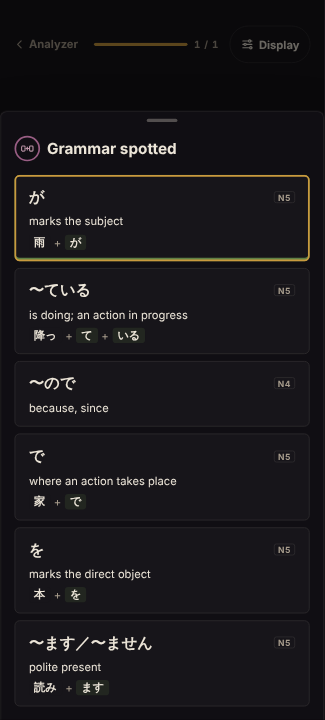 Analyzer
1 / 1
Display
Grammar spotted
が
N5
marks the subject
雨 + が
〜ている
N5
is doing; an action in progress
降っ + て + いる
〜ので
N4
because, since
で
N5
where an action takes place
家 + で
を
N5
marks the direct object
本 + を
〜ます／〜ません
N5
polite present
読み + ます